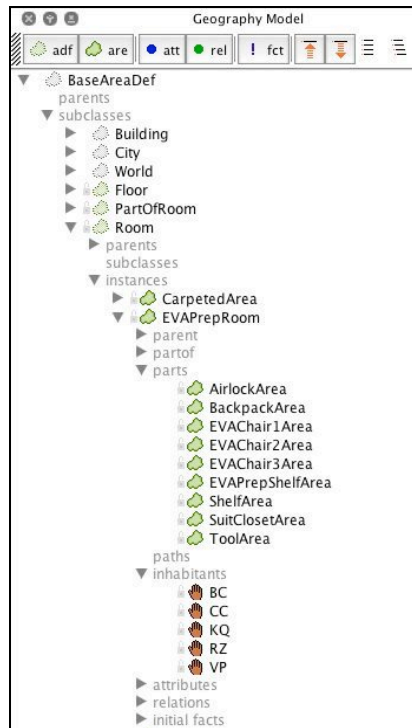 Geography Model
adf are att rel ! fct
BaseAreaDef
parents
subclasses
Building
City
World
Floor
PartOfRoom
Room
parents
subclasses
instances
CarpetedArea
EVAPrepRoom
parent
partof
parts
AirlockArea
BackpackArea
EVAChair1Area
EVAChair2Area
EVAChair3Area
EVAPrepShelfArea
ShelfArea
SuitClosetArea
ToolArea
paths
inhabitants
BC
CC
KQ
RZ
VP
attributes
relations
initial facts